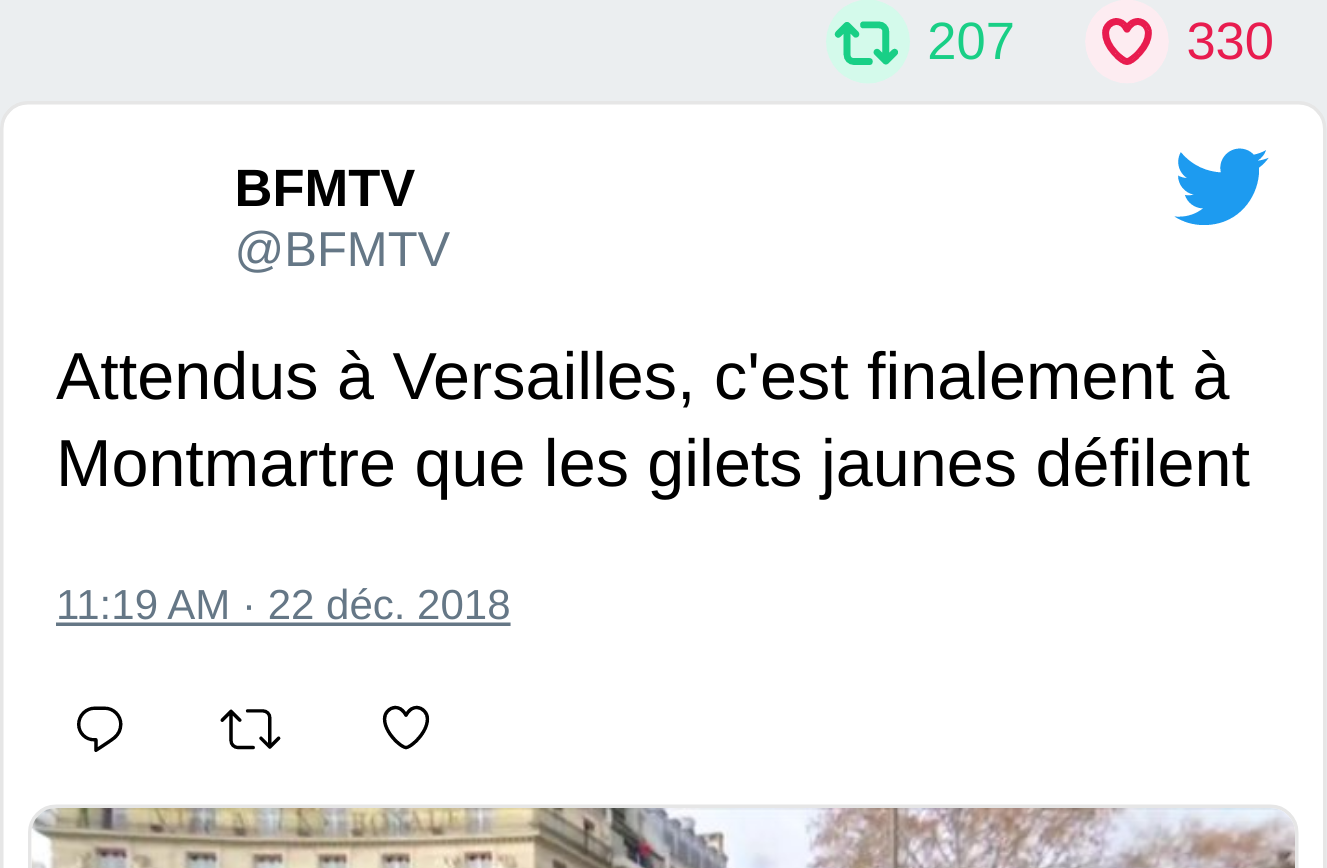 207 330
BFMTV
@BFMTV
Attendus à Versailles, c'est finalement à
Montmartre que les gilets jaunes défilent
11:19 AM · 22 déc. 2018